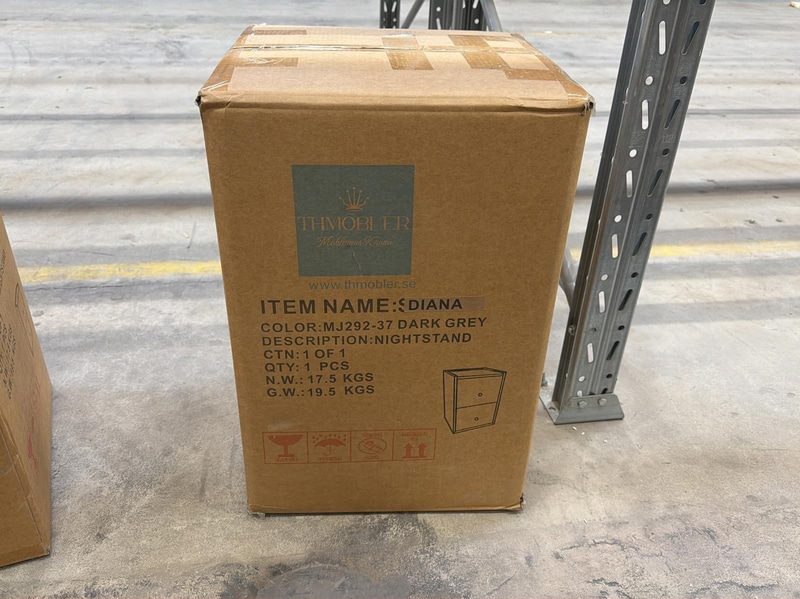 THMOBLER
www.thmobler.se
ITEM NAME:DIANA
COLOR:MJ292-37 DARK GREY
DESCRIPTION:NIGHTSTAND
CTN:1 OF 1
QTY: 1 PCS
N.W.: 17.5 KGS
G.W.:19.5 KGS